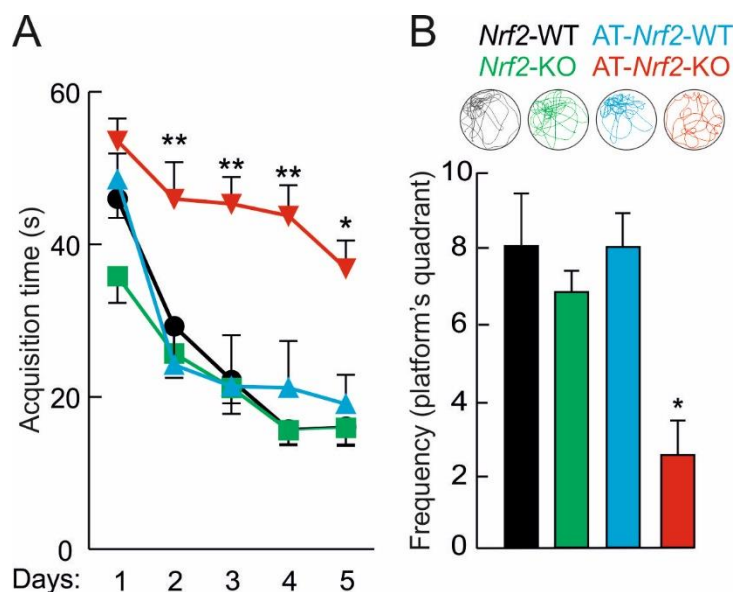 A
Acquisition time (s)
60
40
20
0
** ** ** *
Days: 1 2 3 4 5
B
Nrf2-WT AT-Nrf2-WT
Nrf2-KO AT-Nrf2-KO
Frequency (platform's quadrant)
10
8
6
4
2
0
*